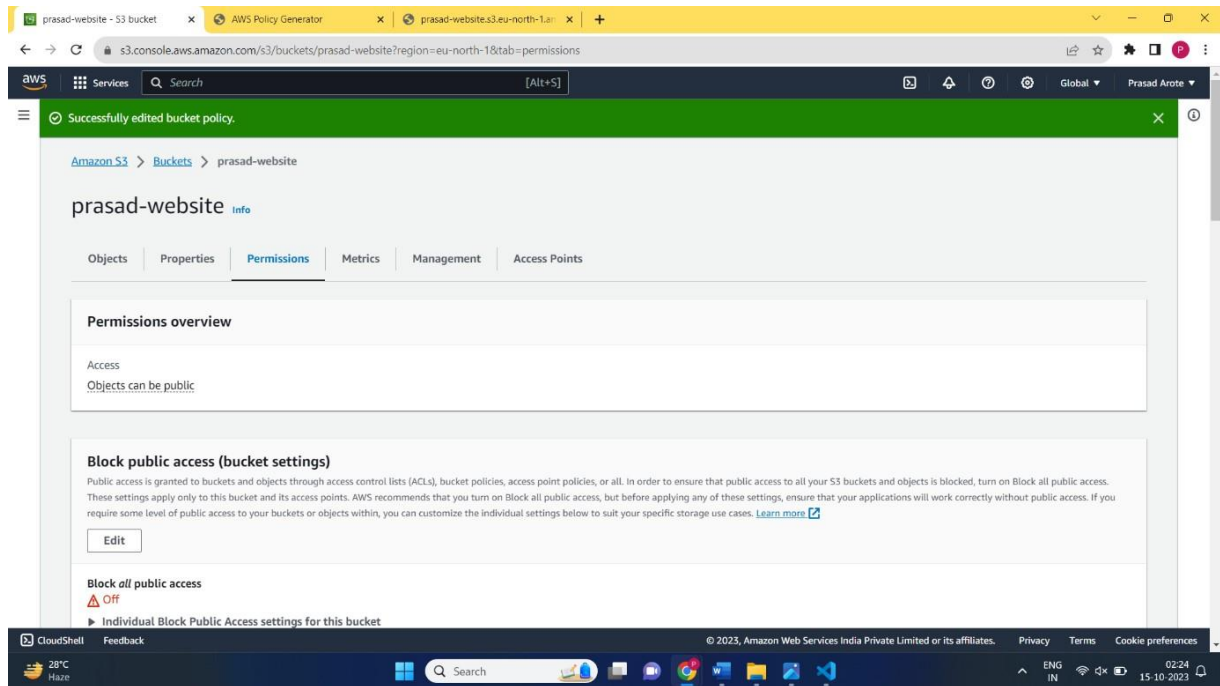 prasad-website - S3 bucket
AWS Policy Generator
prasad-website.s3.eu-north-1.am
s3.console.aws.amazon.com/s3/buckets/prasad-website?region=eu-north-1&tab=permissions
P
aws
Services
Search
[Alt+S]
Global
Prasad Arote
Successfully edited bucket policy.
Amazon S3 > Buckets > prasad-website
prasad-website Info
Objects
Properties
Permissions
Metrics
Management
Access Points
Permissions overview
Access
Objects can be public
Block public access (bucket settings)
Public access is granted to buckets and objects through access control lists (ACLs), bucket policies, access point policies, or all. In order to ensure that public access to all your S3 buckets and objects is blocked, turn on Block all public access.
These settings apply only to this bucket and its access points. AWS recommends that you turn on Block all public access, but before applying any of these settings, ensure that your applications will work correctly without public access. If you
require some level of public access to your buckets or objects within, you can customize the individual settings below to suit your specific storage use cases. Learn more
Edit
Block all public access
Off
Individual Block Public Access settings for this bucket
CloudShell
Feedback
© 2023, Amazon Web Services India Private Limited or its affiliates.
Privacy
Terms
Cookie preferences
28°C
Haze
Search
ENG
IN
02:24
15-10-2023